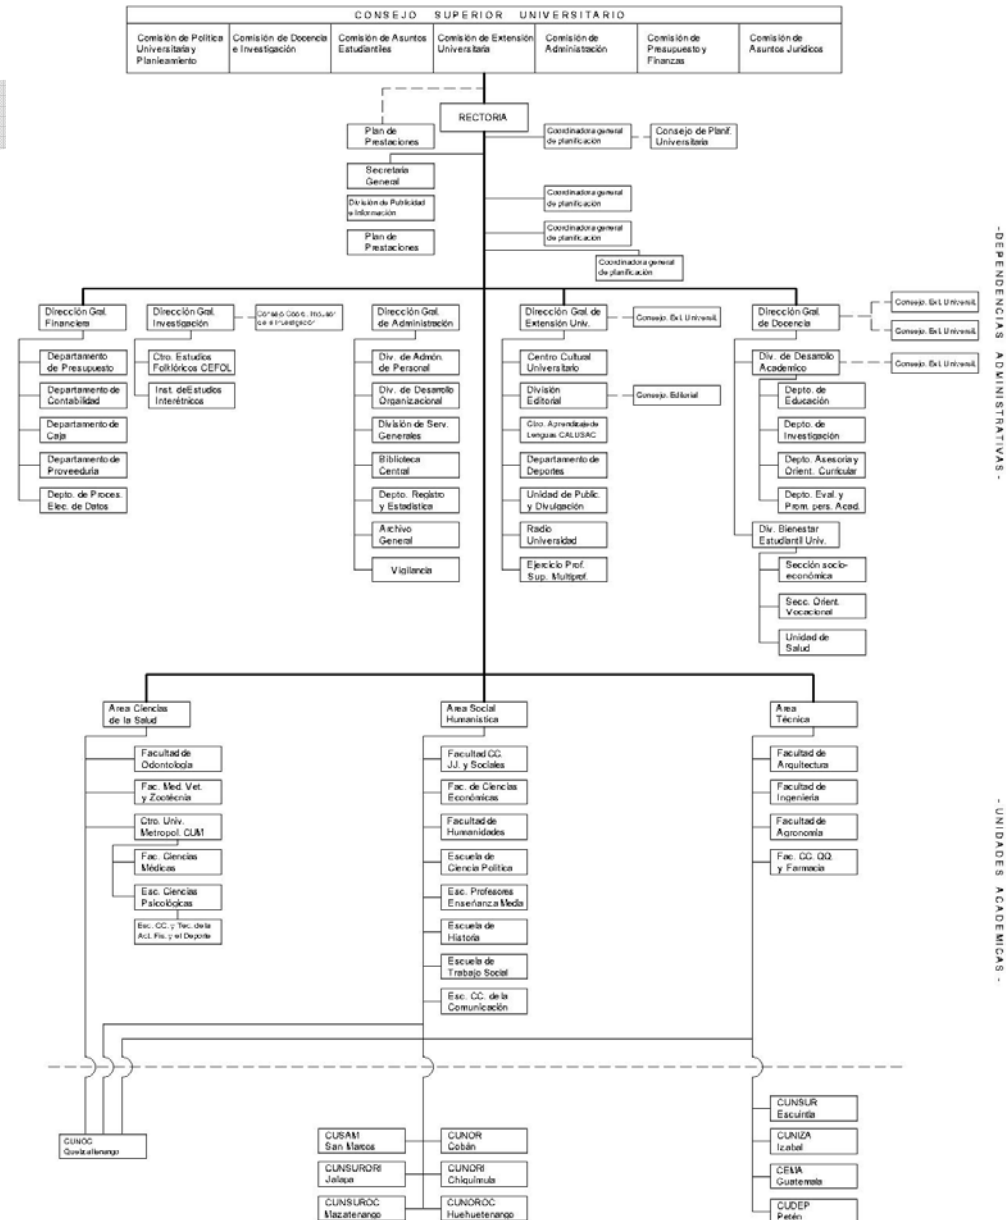 CONSEJO SUPERIOR UNIVERSITARIO
Comisión de Política
Universitaria y
Planeamiento
Comisión de Docencia
e Investigación
Comisión de Asuntos
Estudiantiles
Comisión de Extensión
Universitaria
Comisión de
Administración
Comisión de
Presupuesto y
Finanzas
Comisión de
Asuntos Jurídicos
RECTORIA
Plan de
Prestaciones
Coordinadora general
de planificación
Consejo de Planif.
Universitaria
Secretaria
General
División de Publicidad
e Información
Plan de
Prestaciones
Coordinadora general
de planificación
Coordinadora general
de planificación
Coordinadora general
de planificación
-DEPENDENCIAS ADMINISTRATIVAS-
Dirección Gral.
Financiera
Departamento
de Presupuesto
Departamento de
Contabilidad
Departamento de
Caja
Departamento de
Proveeduria
Depto. de Proces.
Elec. de Datos
Dirección Gral.
Investigación
Consejo Coord.
Ctro. Estudios
Folklóricos CEFOL
Inst. de Estudios
Interétnicos
Dirección Gral.
de Administración
Div. de Admón.
de Personal
Div. de Desarrollo
Organizacional
División de Serv.
Generales
Biblioteca
Central
Depto. Registro
y Estadística
Archivo
General
Vigilancia
Dirección Gral. de
Extensión Univ.
Consejo. Ext. Universit.
Centro Cultural
Universitario
División
Editorial
Consejo. Editorial
Ctro. Aprendizaje de
Lenguas CALUSAC
Departamento de
Deportes
Unidad de Public.
y Divulgación
Radio
Universidad
Ejercicio Prof.
Sup. Multiprof.
Dirección Gral.
de Docencia
Consejo. Ext. Universit.
Consejo. Ext. Universit.
Div. de Desarollo
Academico
Consejo. Ext. Universit.
Depto. de
Educación
Depto. de
Investigación
Depto. Asesoria y
Orient. Curricular
Depto. Eval. y
Prom. pers. Acad.
Div. Bienestar
Estudiantil Univ.
Sección socio-
económica
Secc. Orient.
Vocacional
Unidad de
Salud
-UNIDADES ACADEMICAS-
Area Ciencias
de la Salud
Facultad de
Odontología
Fac. Med. Vet.
y Zootécnia
Ctro. Univ.
Metropol. CUM
Fac. Ciencias
Médicas
Esc. Ciencias
Psicológicas
Esc. CC. y Tec. de la
Act. Fis. y el Deporte
Area Social
Humanística
Facultad CC.
JJ. y Sociales
Fac. de Ciencias
Económicas
Facultad de
Humanidades
Escuela de
Ciencia Política
Esc. Profesores
Enseñanza Media
Escuela de
Historia
Escuela de
Trabajo Social
Esc. CC. de la
Comunicación
Area
Técnica
Facultad de
Arquitectura
Facultad de
Ingeniería
Facultad de
Agronomía
Fac. CC. QQ.
y Farmacia
CUNOC
Quetzaltenango
CUSAM
San Marcos
CUNOR
Cobán
CUNSURORI
Jalapa
CUNORI
Chiquimula
CUNSUROC
Mazatenango
CUNOROC
Huehuetenango
CUNSUR
Escuintla
CUNIZA
Izabal
CEMA
Guatemala
CUDEP
Petén